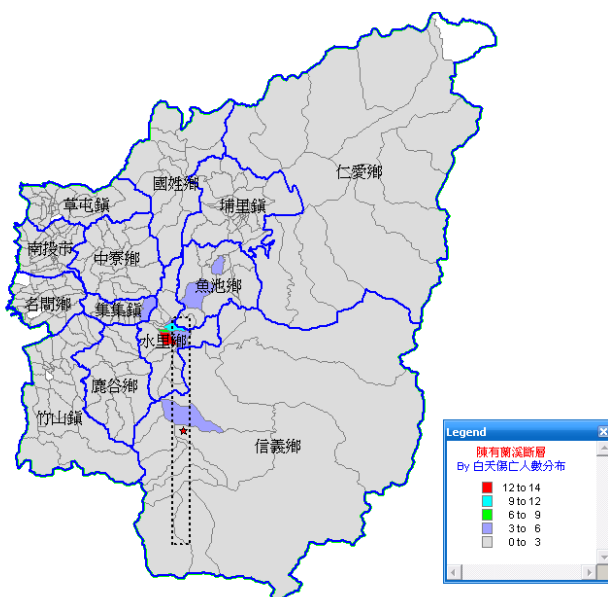 仁愛鄉
國姓鄉
埔里鎮
草屯鎮
南投市
中寮鄉
魚池鄉
名間鄉
集集鎮
水里鄉
鹿谷鄉
竹山鎮
信義鄉
Legend
陳有蘭溪斷層
By 白天傷亡人數分布
12 to 14
9 to 12
6 to 9
3 to 6
0 to 3